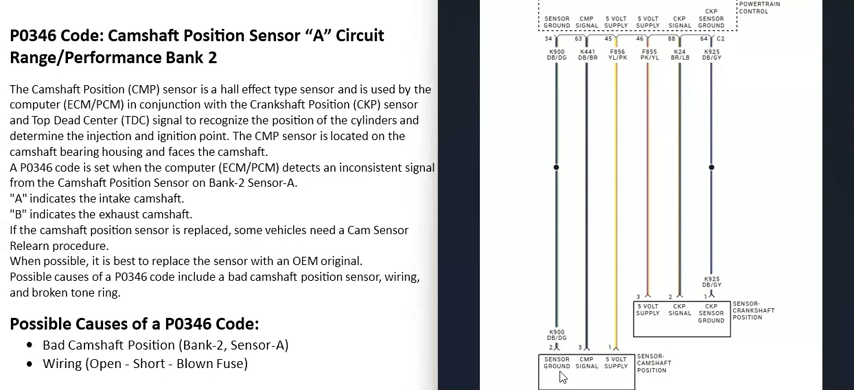 P0346 Code: Camshaft Position Sensor “A” Circuit
Range/Performance Bank 2
The Camshaft Position (CMP) sensor is a hall effect type sensor and is used by the
computer (ECM/PCM) in conjunction with the Crankshaft Position (CKP) sensor
and Top Dead Center (TDC) signal to recognize the position of the cylinders and
determine the injection and ignition point. The CMP sensor is located on the
camshaft bearing housing and faces the camshaft.
A P0346 code is set when the computer (ECM/PCM) detects an inconsistent signal
from the Camshaft Position Sensor on Bank-2 Sensor-A.
"A" indicates the intake camshaft.
"B" indicates the exhaust camshaft.
If the camshaft position sensor is replaced, some vehicles need a Cam Sensor
Relearn procedure.
When possible, it is best to replace the sensor with an OEM original.
Possible causes of a P0346 code include a bad camshaft position sensor, wiring,
and broken tone ring.
Possible Causes of a P0346 Code:
• Bad Camshaft Position (Bank-2, Sensor-A)
• Wiring (Open - Short - Blown Fuse)
POWERTRAIN
CONTROL
CKP
SENSOR CMP 5 VOLT 5 VOLT CKP SENSOR
GROUND SIGNAL SUPPLY SUPPLY SIGNAL GROUND
34 63 45 46 88 64 C2
K900 K441 F856 F855 K24 K925
DB/DG DB/BR YL/PK PK/YL BR/LB DB/GY
K925
DB/GY
3 2 1
5 VOLT CKP CKP
SUPPLY SIGNAL SENSOR
GROUND
SENSOR-
CRANKSHAFT
POSITION
K900
DB/DG
2 3 1
SENSOR CMP 5 VOLT
GROUND SIGNAL SUPPLY
SENSOR-
CAMSHAFT
POSITION